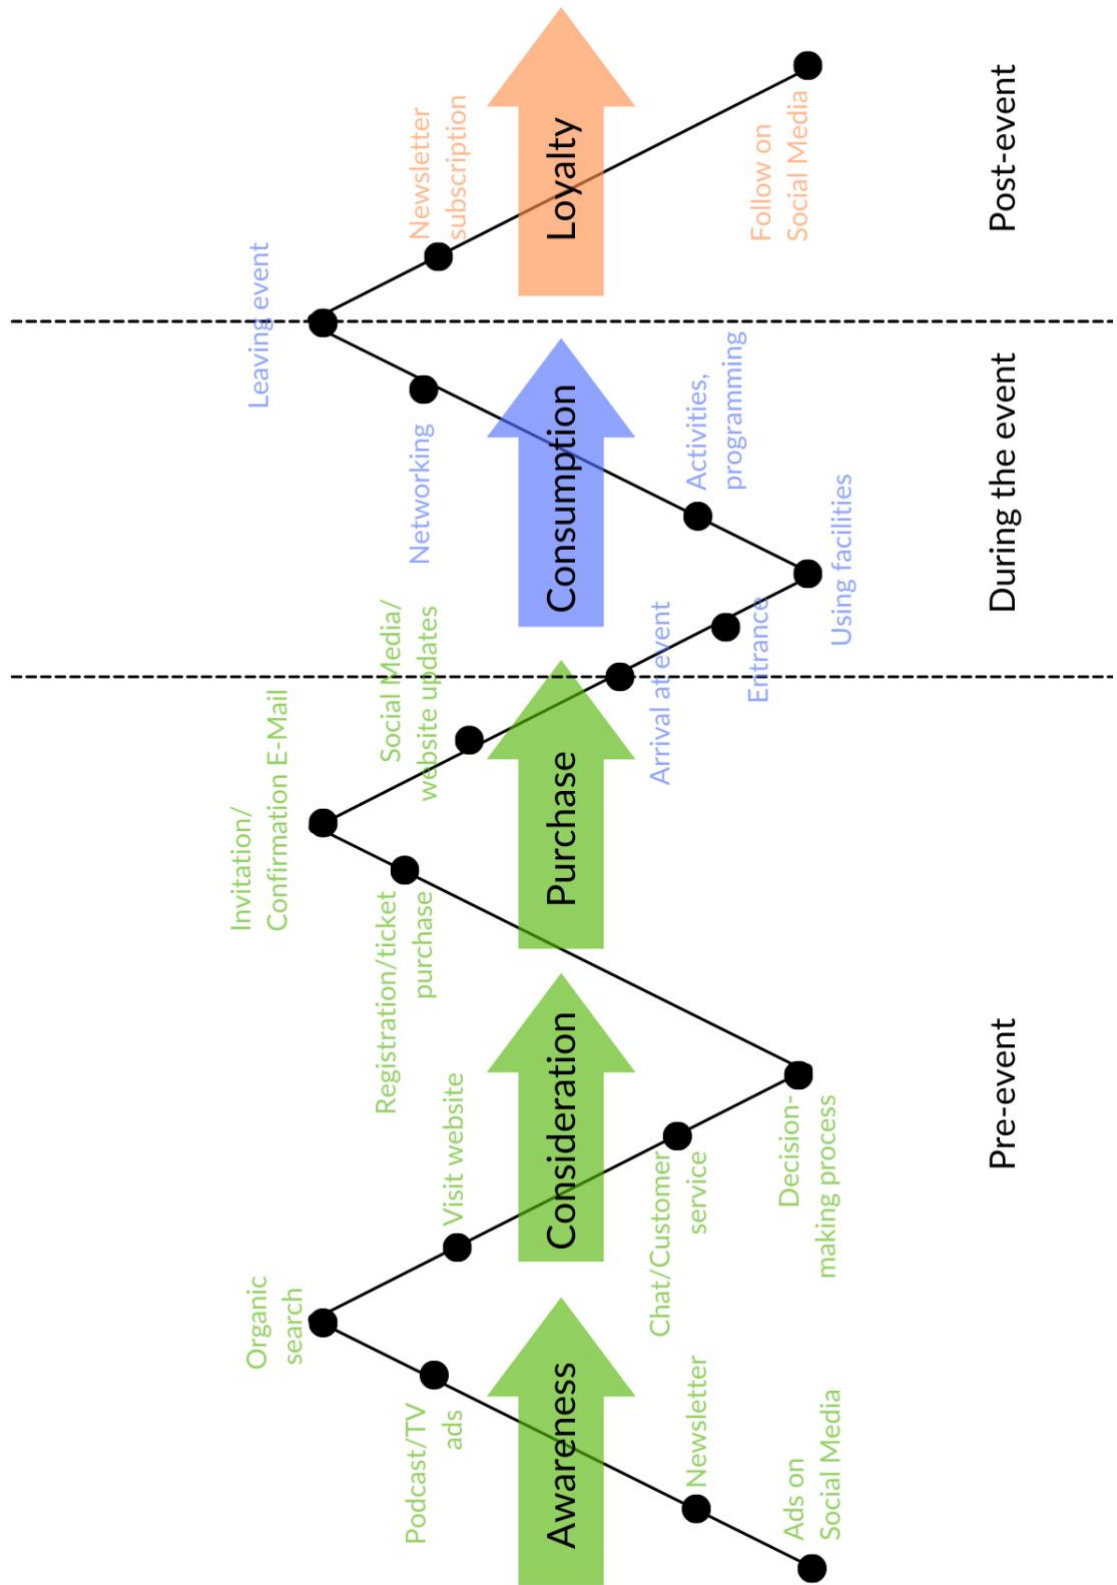 Ads on
Social Media
Newsletter
Podcast/TV
ads
Organic
search
Awareness
Visit website
Chat/Customer
service
Decision-
making process
Consideration
Registration/ticket
purchase
Invitation/
Confirmation E-Mail
Social Media/
website updates
Purchase
Arrival at event
Entrance
Using facilities
Activities,
programming
Networking
Leaving event
Consumption
Newsletter
subscription
Follow on
Social Media
Loyalty
Pre-event
During the event
Post-event